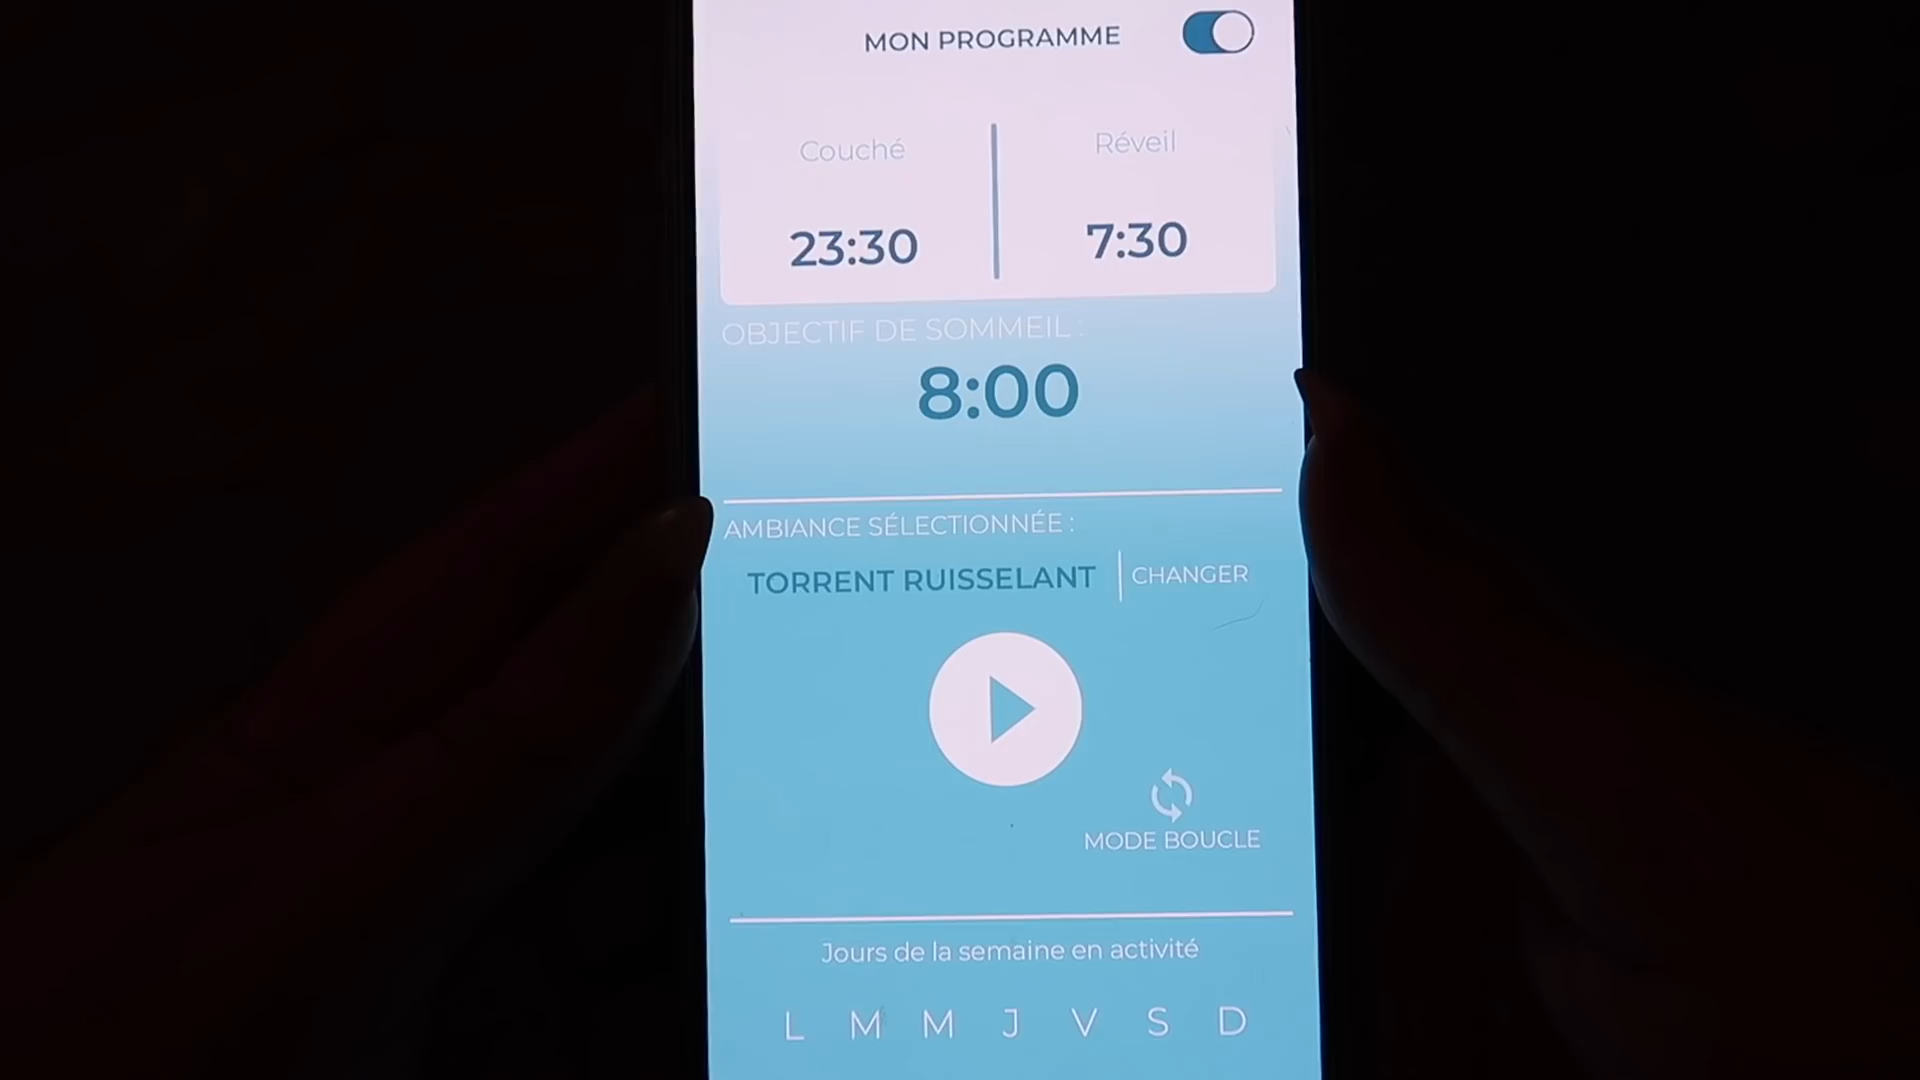 MON PROGRAMME
Couché
Réveil
23:30
7:30
OBJECTIF DE SOMMEIL :
8:00
AMBIANCE SÉLECTIONNÉE :
TORRENT RUISSELANT
CHANGER
MODE BOUCLE
Jours de la semaine en activité
L M M J V S D